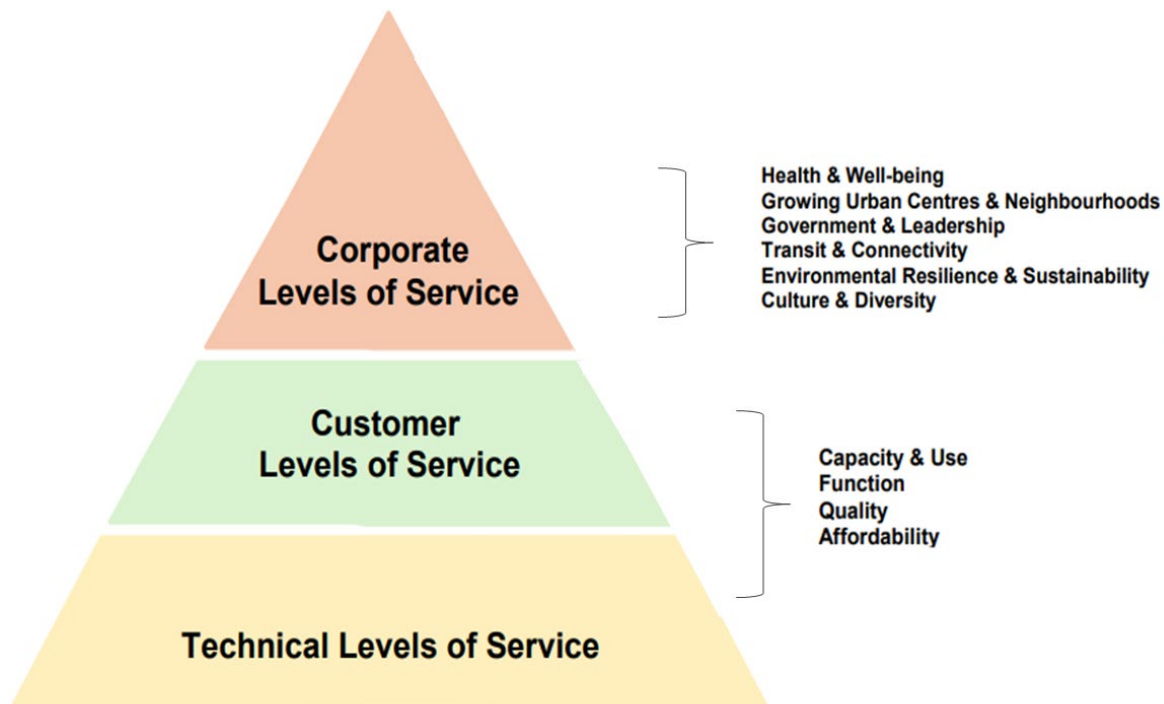 Corporate
Levels of Service
Health & Well-being
Growing Urban Centres & Neighbourhoods
Government & Leadership
Transit & Connectivity
Environmental Resilience & Sustainability
Culture & Diversity
Customer
Levels of Service
Capacity & Use
Function
Quality
Affordability
Technical Levels of Service